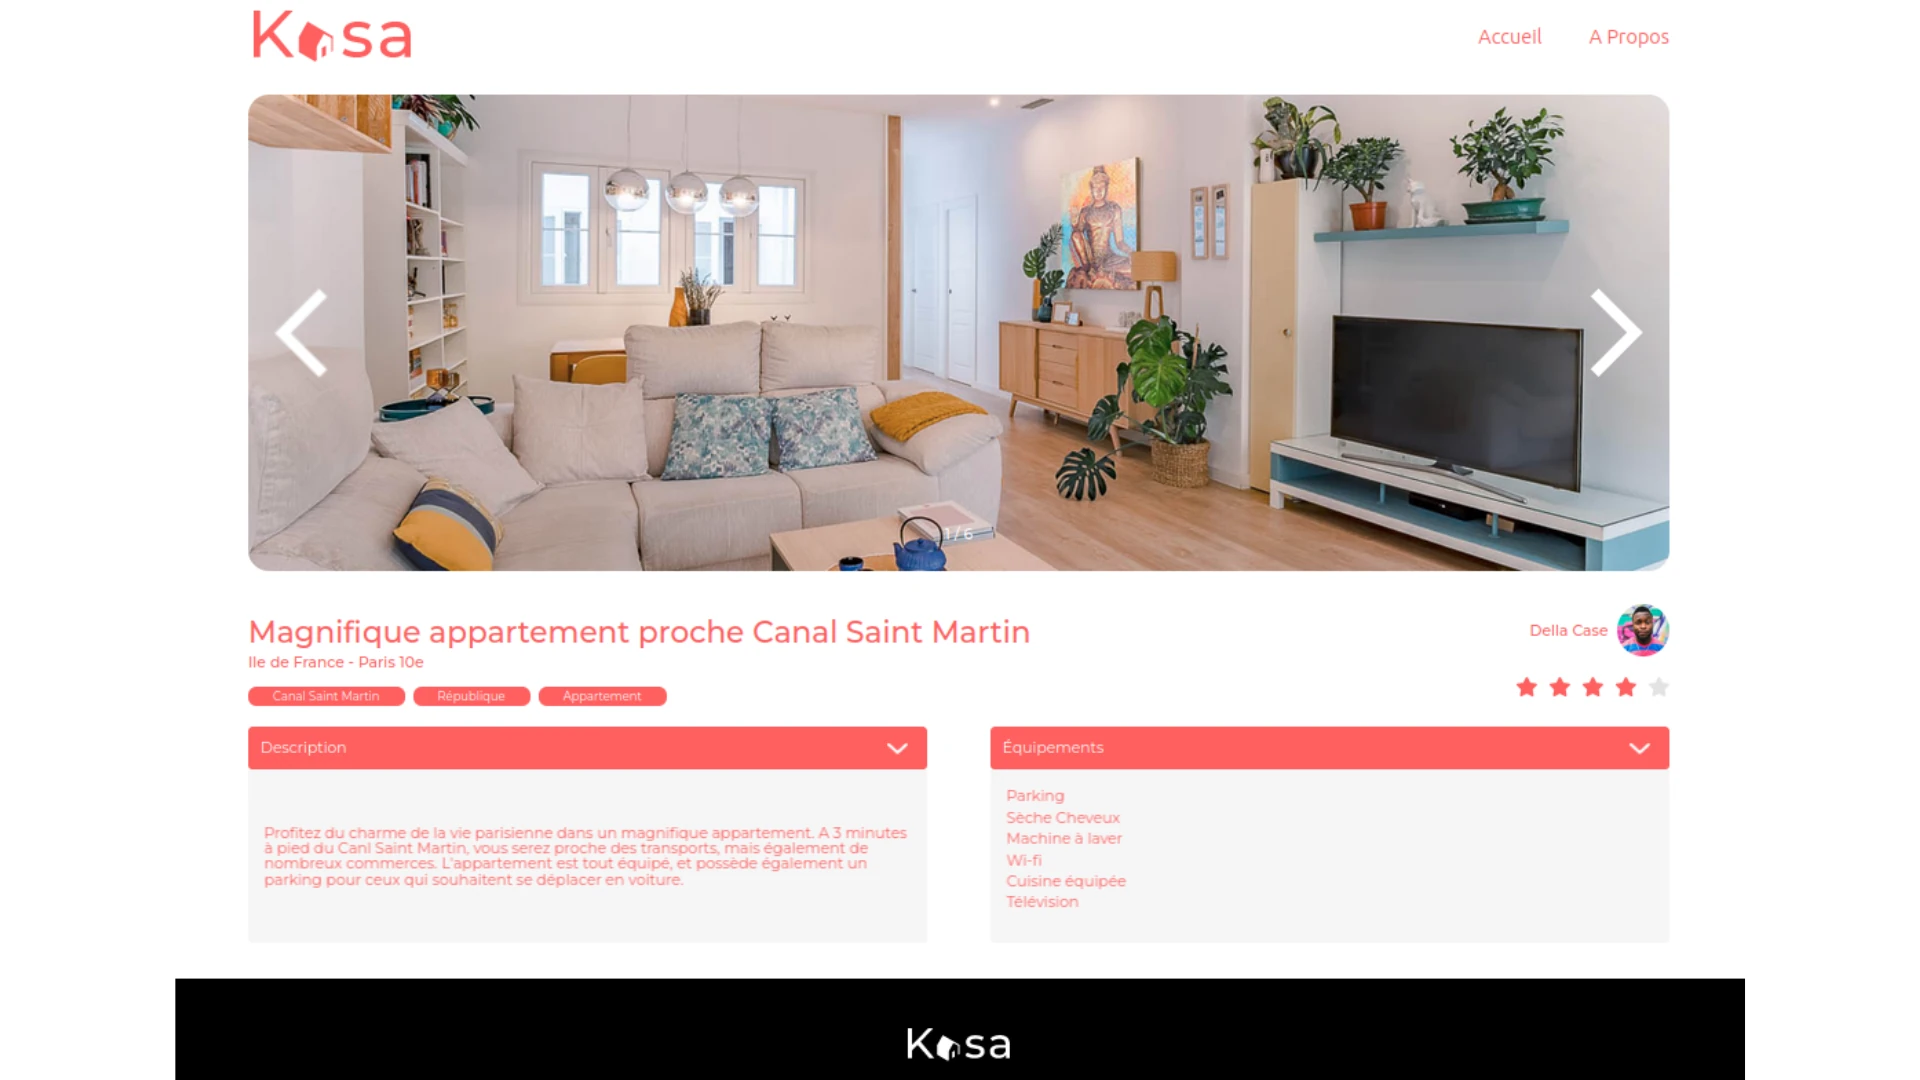 Kasa
Accueil
A Propos
1 / 6
Magnifique appartement proche Canal Saint Martin
Ile de France - Paris 10e
Della Case
Canal Saint Martin
République
Appartement
Description
Profitez du charme de la vie parisienne dans un magnifique appartement. A 3 minutes
à pied du Canl Saint Martin, vous serez proche des transports, mais également de
nombreux commerces. L'appartement est tout équipé, et possède également un
parking pour ceux qui souhaitent se déplacer en voiture.
Équipements
Parking
Sèche Cheveux
Machine à laver
Wi-fi
Cuisine équipée
Télévision
Kasa